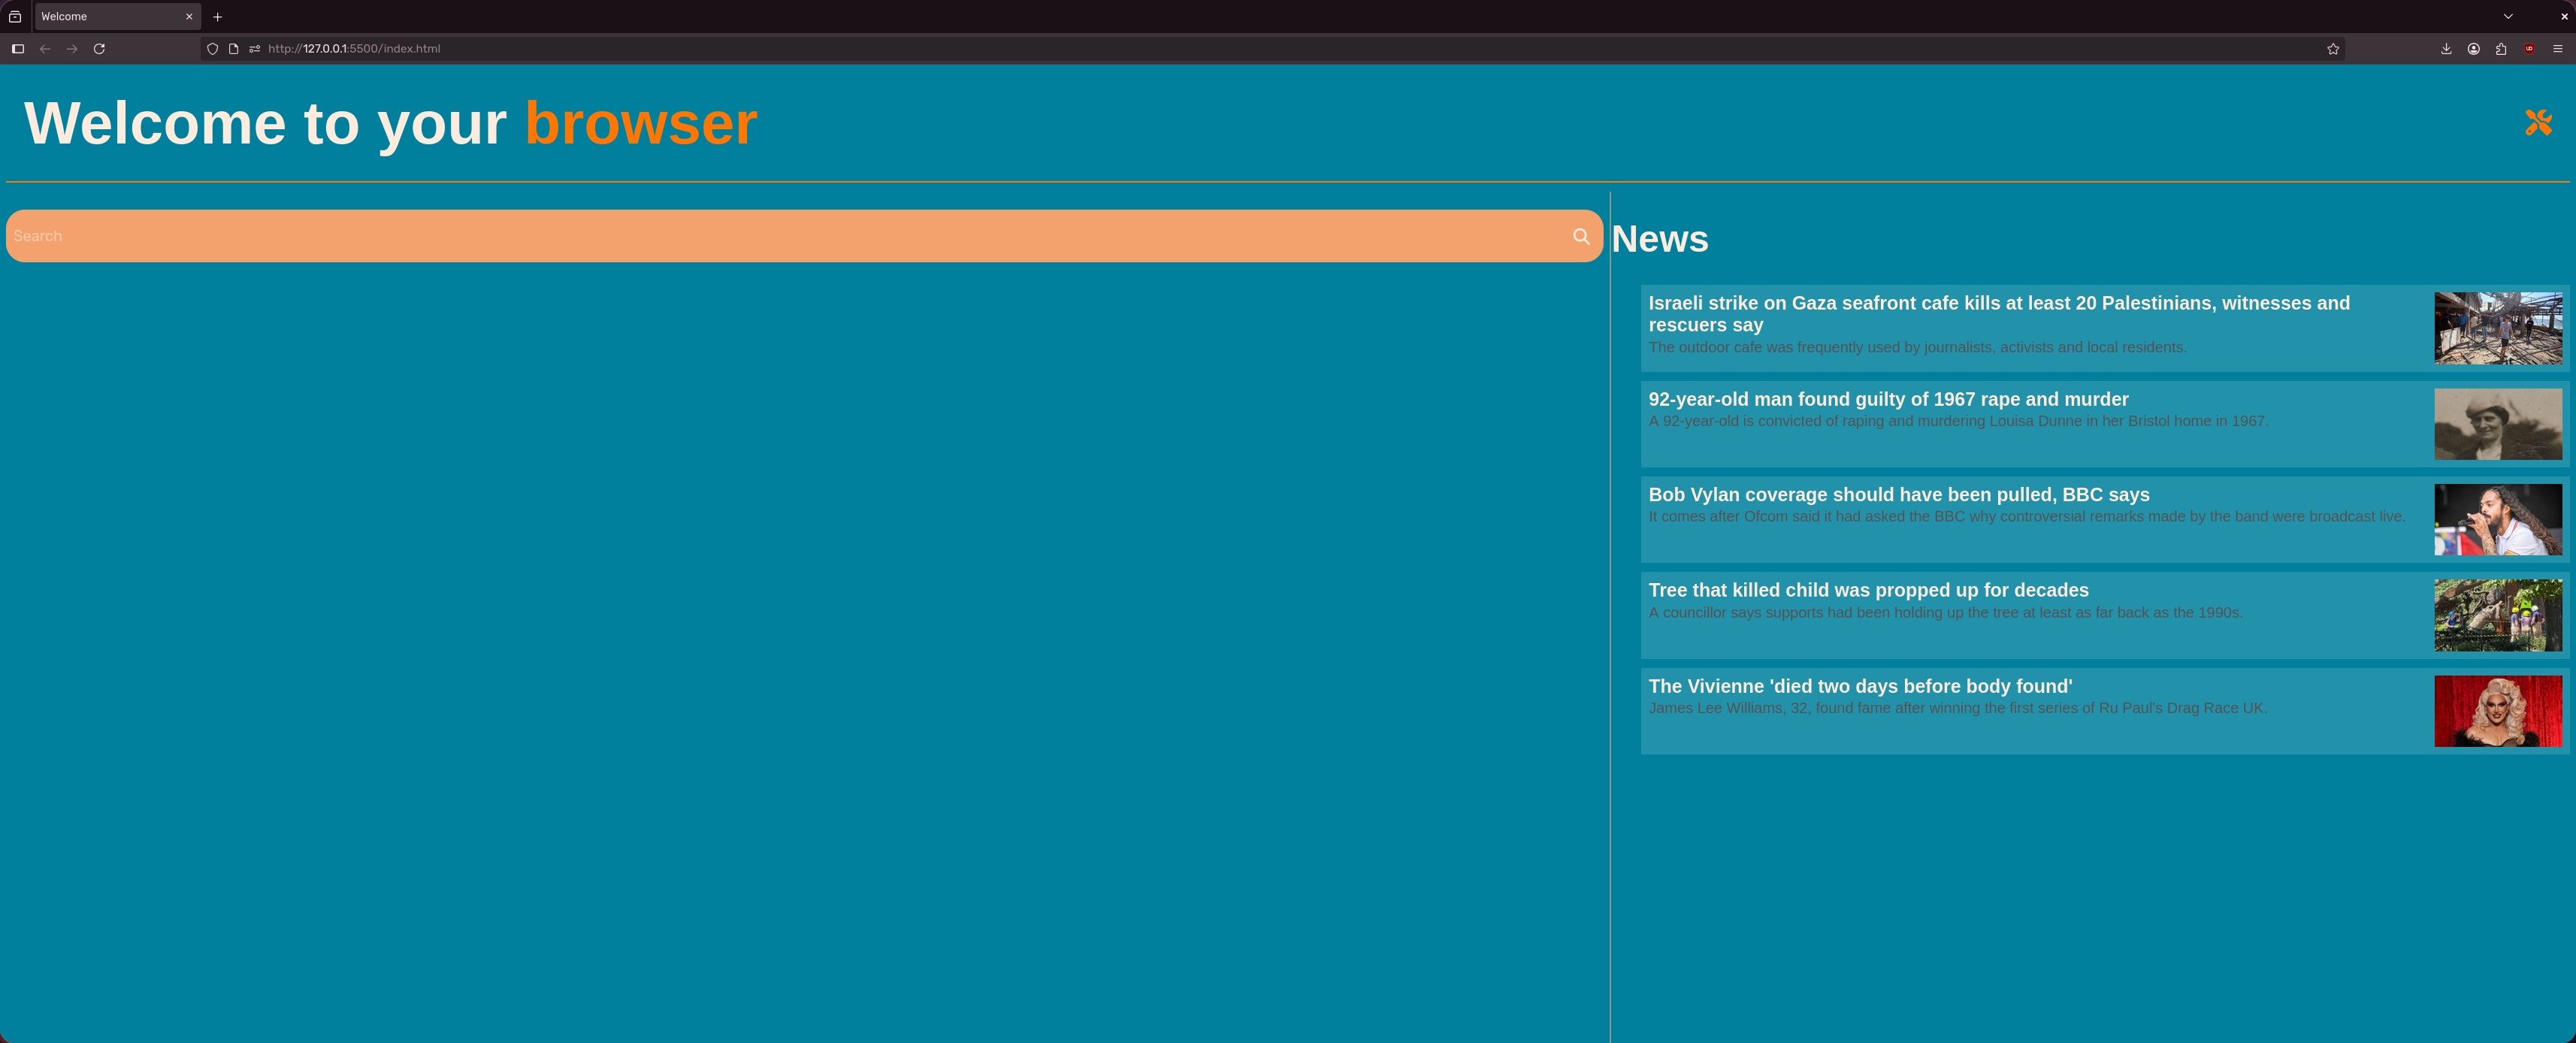 Welcome
http://127.0.0.1:5500/index.html
Welcome to your browser
Search
News
Israeli strike on Gaza seafront cafe kills at least 20 Palestinians, witnesses and
rescuers say
The outdoor cafe was frequently used by journalists, activists and local residents.
92-year-old man found guilty of 1967 rape and murder
A 92-year-old is convicted of raping and murdering Louisa Dunne in her Bristol home in 1967.
Bob Vylan coverage should have been pulled, BBC says
It comes after Ofcom said it had asked the BBC why controversial remarks made by the band were broadcast live.
Tree that killed child was propped up for decades
A councillor says supports had been holding up the tree at least as far back as the 1990s.
The Vivienne 'died two days before body found'
James Lee Williams, 32, found fame after winning the first series of Ru Paul's Drag Race UK.